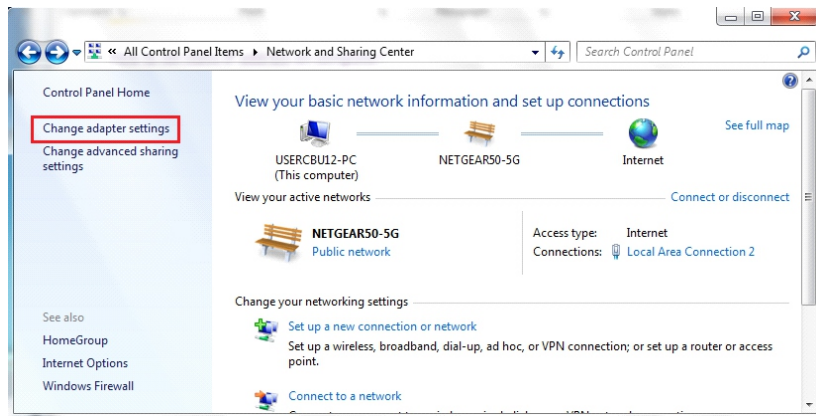 « All Control Panel Items ▸ Network and Sharing Center
Search Control Panel
Control Panel Home
Change adapter settings
Change advanced sharing
settings
See also
HomeGroup
Internet Options
Windows Firewall
View your basic network information and set up connections
See full map
USERCBU12-PC
(This computer)
NETGEAR50-5G
Internet
View your active networks
Connect or disconnect
NETGEAR50-5G
Public network
Access type: Internet
Connections: Local Area Connection 2
Change your networking settings
Set up a new connection or network
Set up a wireless, broadband, dial-up, ad hoc, or VPN connection; or set up a router or access
point.
Connect to a network